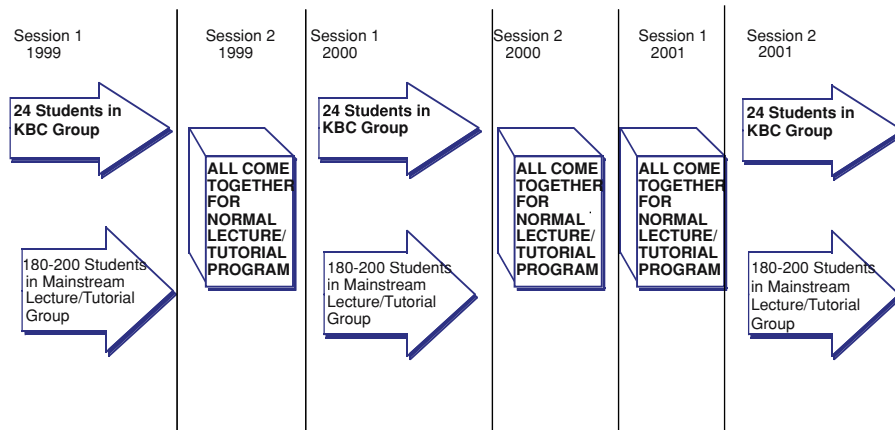 Session 1
1999
24 Students in
KBC Group
180-200 Students
in Mainstream
Lecture/Tutorial
Group
Session 2
1999
ALL COME
TOGETHER
FOR
NORMAL
LECTURE/
TUTORIAL
PROGRAM
Session 1
2000
24 Students in
KBC Group
180-200 Students
in Mainstream
Lecture/Tutorial
Group
Session 2
2000
ALL COME
TOGETHER
FOR
NORMAL
LECTURE/
TUTORIAL
PROGRAM
Session 1
2001
ALL COME
TOGETHER
FOR
NORMAL
LECTURE/
TUTORIAL
PROGRAM
Session 2
2001
24 Students in
KBC Group
180-200 Students
in Mainstream
Lecture/Tutorial
Group